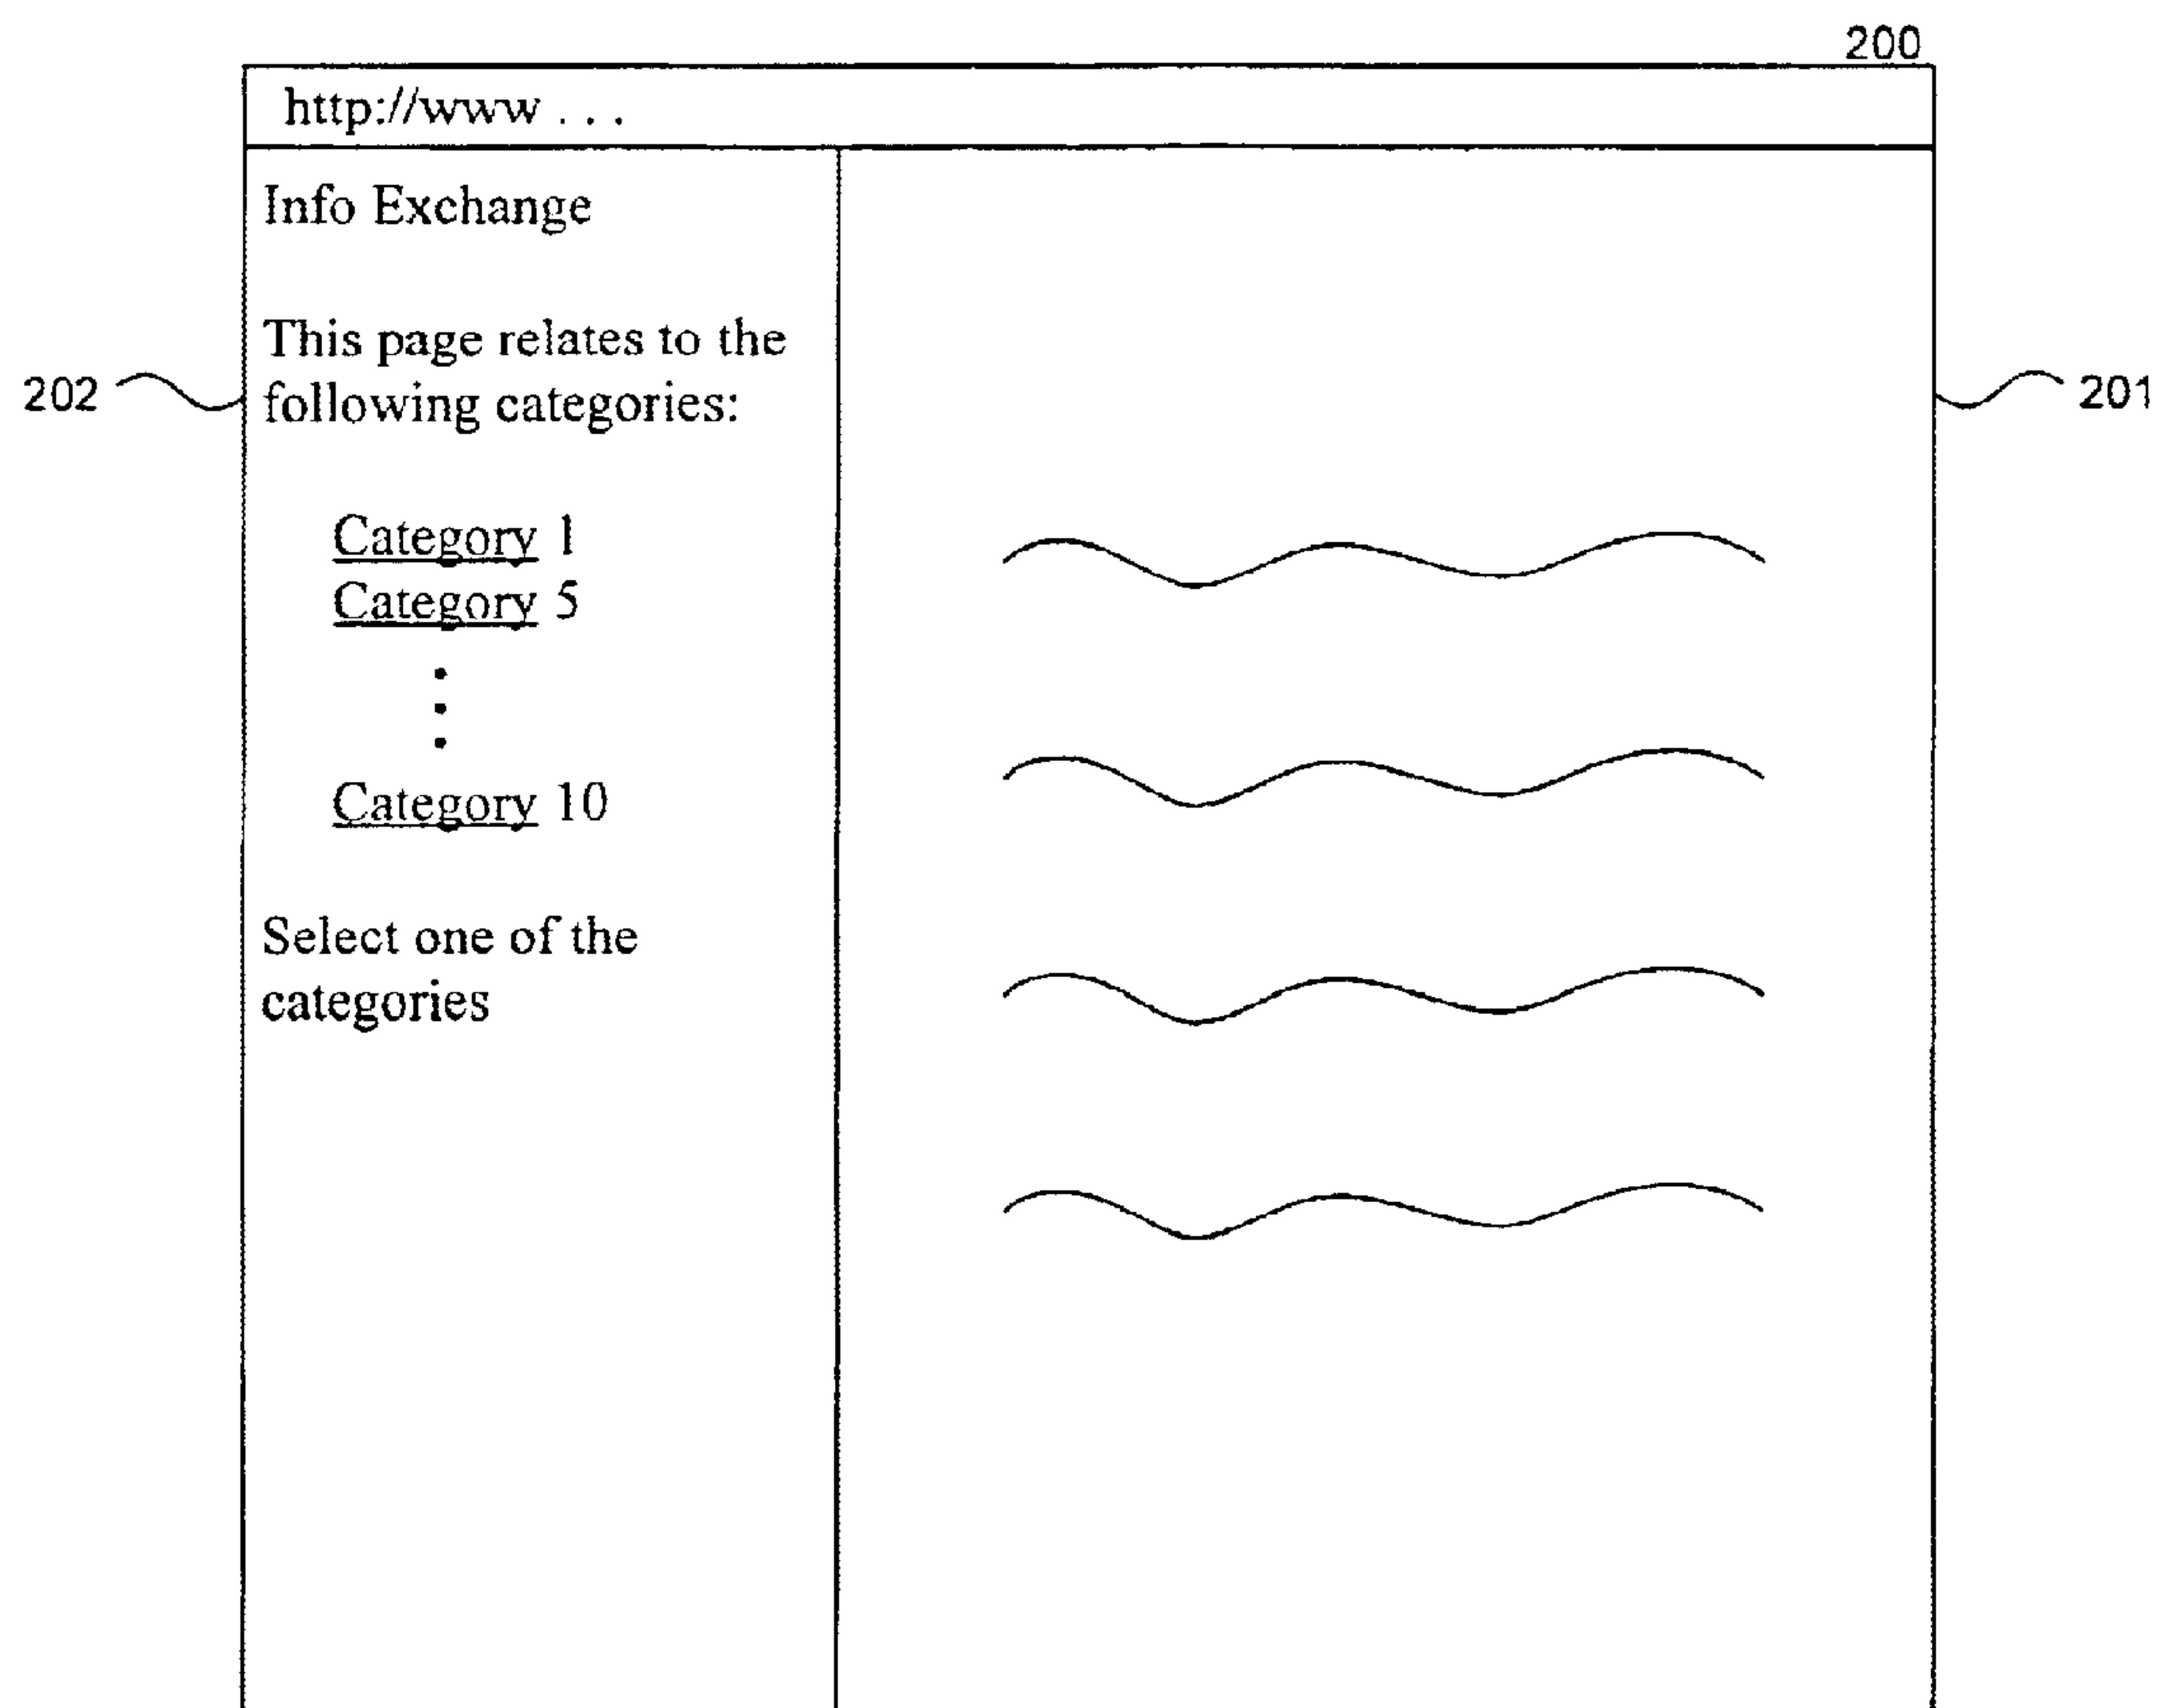 200
http://www . . .
Info Exchange
This page relates to the
following categories:
202
201
Category 1
Category 5
Category 10
Select one of the
categories